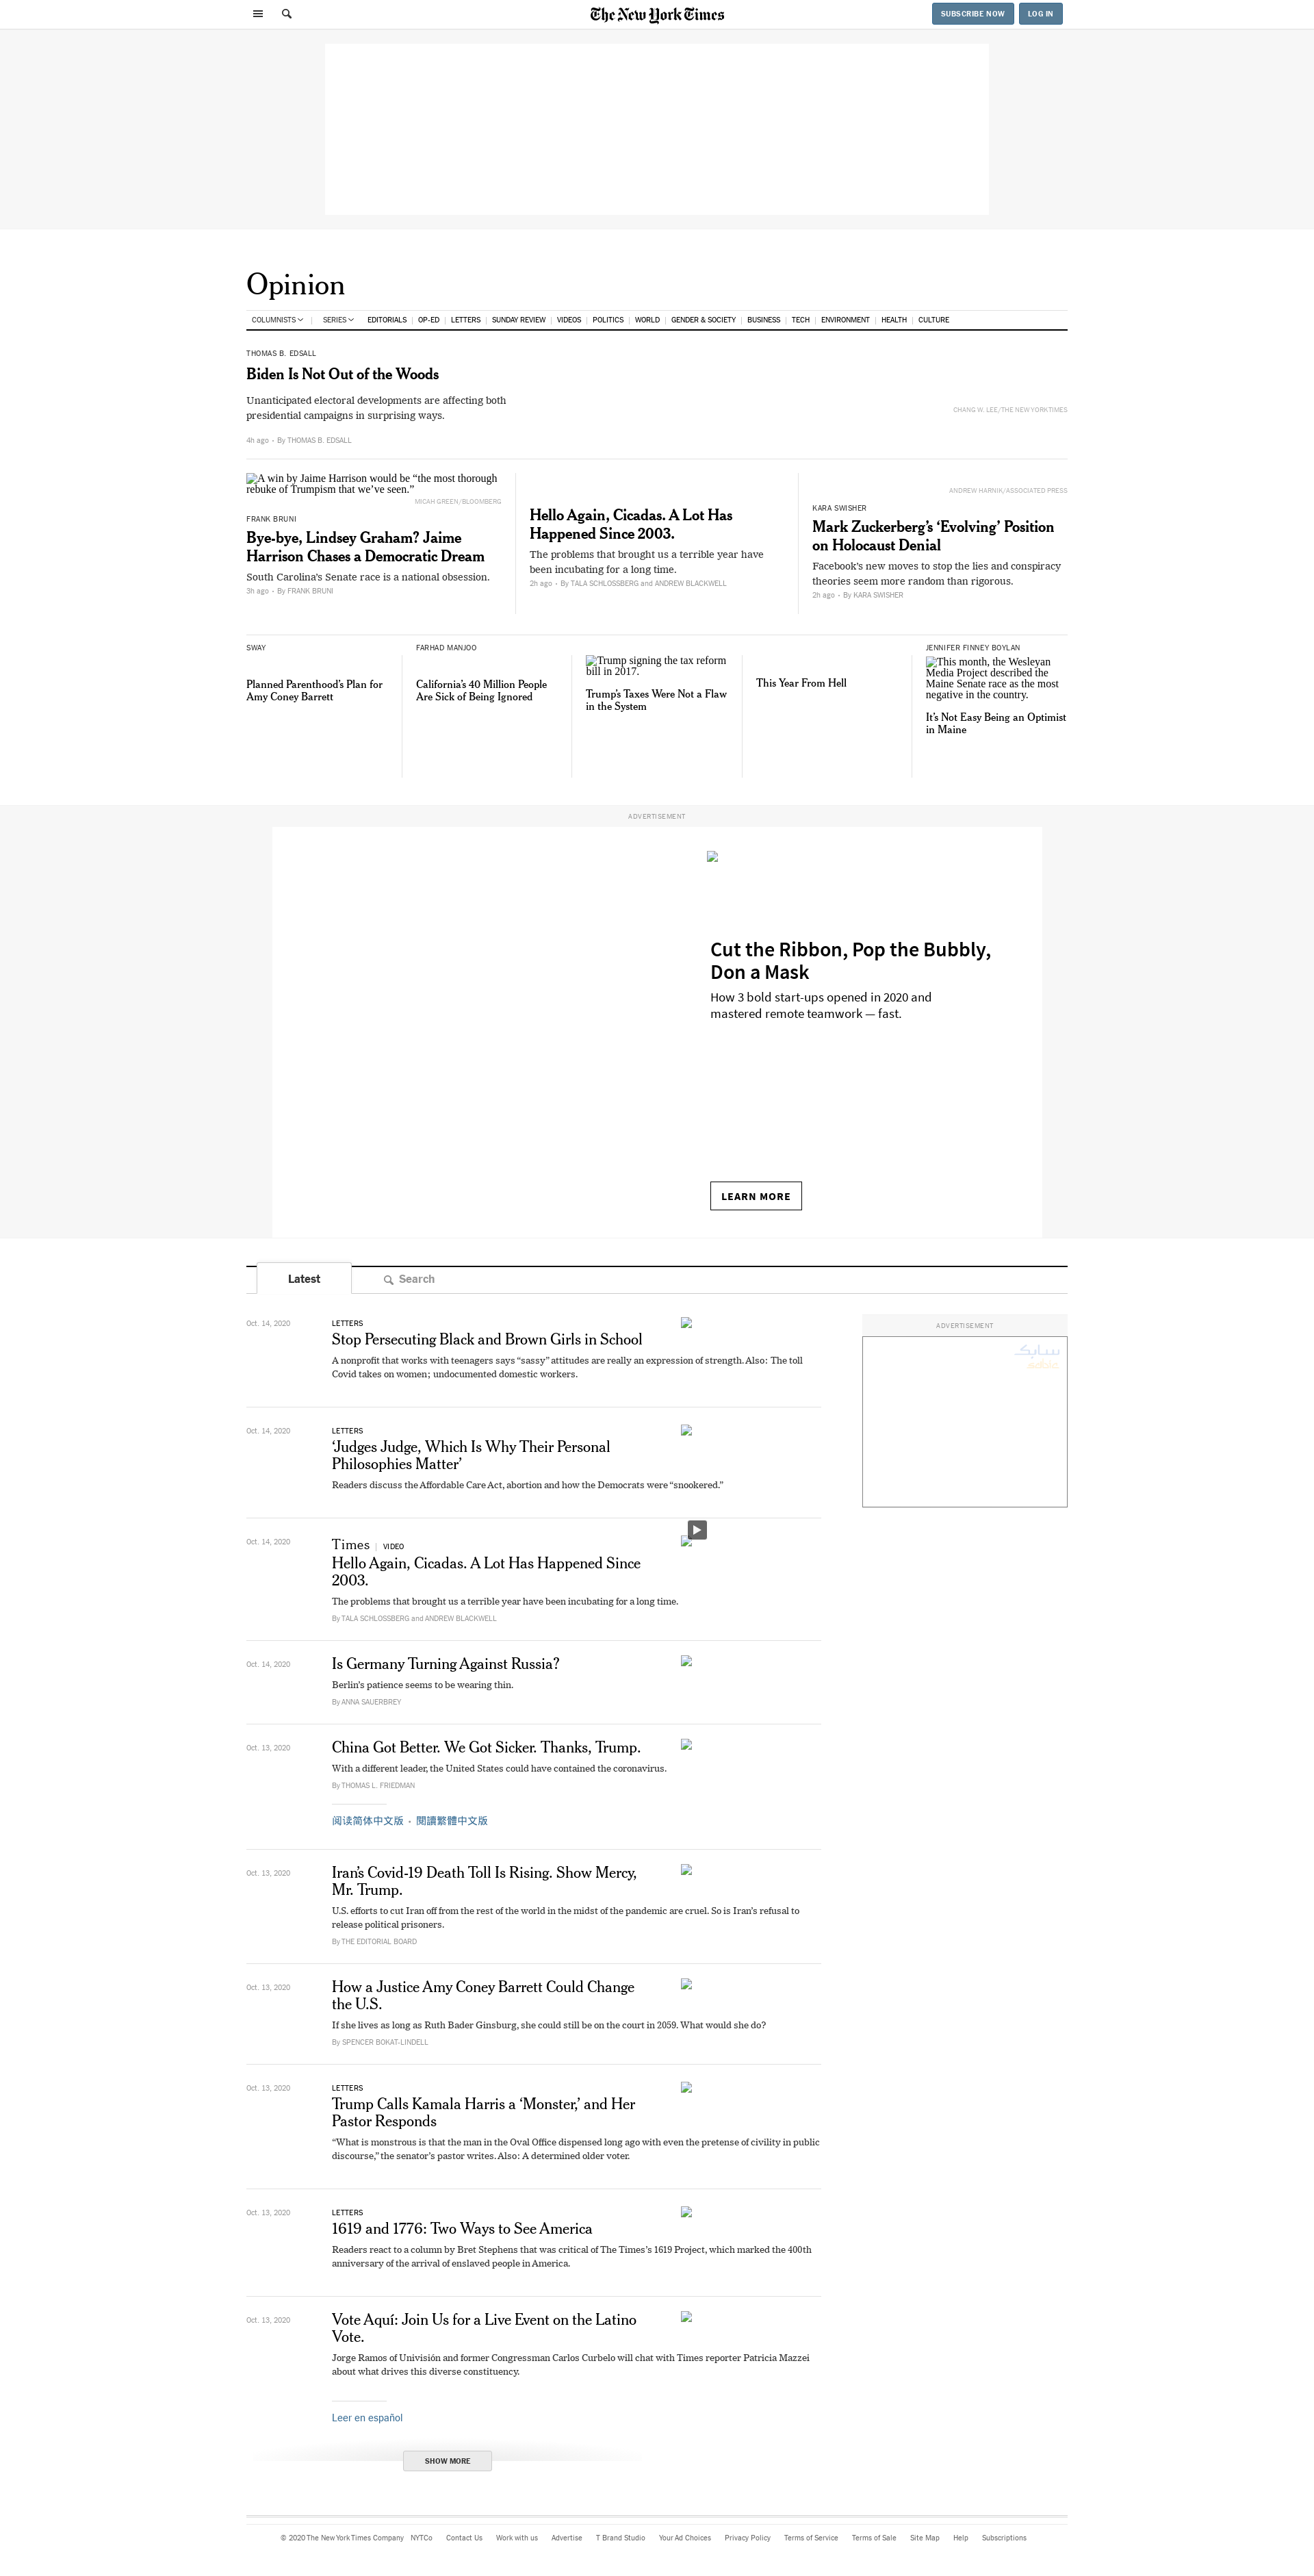 The New York Times
SUBSCRIBE NOW
LOG IN
Opinion
COLUMNISTS | SERIES EDITORIALS | OP-ED | LETTERS | SUNDAY REVIEW | VIDEOS | POLITICS | WORLD | GENDER & SOCIETY | BUSINESS | TECH | ENVIRONMENT | HEALTH | CULTURE
THOMAS B. EDSALL
Biden Is Not Out of the Woods
Unanticipated electoral developments are affecting both
presidential campaigns in surprising ways.
4h ago • By THOMAS B. EDSALL
CHANG W. LEE/THE NEW YORK TIMES
A win by Jaime Harrison would be “the most thorough
rebuke of Trumpism that we’ve seen.”
MICAH GREEN/BLOOMBERG
FRANK BRUNI
Bye-bye, Lindsey Graham? Jaime
Harrison Chases a Democratic Dream
South Carolina’s Senate race is a national obsession.
3h ago • By FRANK BRUNI
Hello Again, Cicadas. A Lot Has
Happened Since 2003.
The problems that brought us a terrible year have
been incubating for a long time.
2h ago • By TALA SCHLOSSBERG and ANDREW BLACKWELL
ANDREW HARNIK/ASSOCIATED PRESS
KARA SWISHER
Mark Zuckerberg’s ‘Evolving’ Position
on Holocaust Denial
Facebook’s new moves to stop the lies and conspiracy
theories seem more random than rigorous.
2h ago • By KARA SWISHER
SWAY
Planned Parenthood’s Plan for
Amy Coney Barrett
FARHAD MANJOO
California’s 40 Million People
Are Sick of Being Ignored
Trump signing the tax reform
bill in 2017.
Trump’s Taxes Were Not a Flaw
in the System
This Year From Hell
JENNIFER FINNEY BOYLAN
This month, the Wesleyan
Media Project described the
Maine Senate race as the most
negative in the country.
It’s Not Easy Being an Optimist
in Maine
ADVERTISEMENT
Cut the Ribbon, Pop the Bubbly,
Don a Mask
How 3 bold start-ups opened in 2020 and
mastered remote teamwork — fast.
LEARN MORE
Latest
Search
ADVERTISEMENT
سابك
Oct. 14, 2020
LETTERS
Stop Persecuting Black and Brown Girls in School
A nonprofit that works with teenagers says “sassy” attitudes are really an expression of strength. Also: The toll
Covid takes on women; undocumented domestic workers.
Oct. 14, 2020
LETTERS
‘Judges Judge, Which Is Why Their Personal
Philosophies Matter’
Readers discuss the Affordable Care Act, abortion and how the Democrats were “snookered.”
Oct. 14, 2020
Times | VIDEO
Hello Again, Cicadas. A Lot Has Happened Since
2003.
The problems that brought us a terrible year have been incubating for a long time.
By TALA SCHLOSSBERG and ANDREW BLACKWELL
Oct. 14, 2020
Is Germany Turning Against Russia?
Berlin’s patience seems to be wearing thin.
By ANNA SAUERBREY
Oct. 13, 2020
China Got Better. We Got Sicker. Thanks, Trump.
With a different leader, the United States could have contained the coronavirus.
By THOMAS L. FRIEDMAN
阅读简体中文版 • 閱讀繁體中文版
Oct. 13, 2020
Iran’s Covid-19 Death Toll Is Rising. Show Mercy,
Mr. Trump.
U.S. efforts to cut Iran off from the rest of the world in the midst of the pandemic are cruel. So is Iran’s refusal to
release political prisoners.
By THE EDITORIAL BOARD
Oct. 13, 2020
How a Justice Amy Coney Barrett Could Change
the U.S.
If she lives as long as Ruth Bader Ginsburg, she could still be on the court in 2059. What would she do?
By SPENCER BOKAT-LINDELL
Oct. 13, 2020
LETTERS
Trump Calls Kamala Harris a ‘Monster,’ and Her
Pastor Responds
“What is monstrous is that the man in the Oval Office dispensed long ago with even the pretense of civility in public
discourse,” the senator’s pastor writes. Also: A determined older voter.
Oct. 13, 2020
LETTERS
1619 and 1776: Two Ways to See America
Readers react to a column by Bret Stephens that was critical of The Times’s 1619 Project, which marked the 400th
anniversary of the arrival of enslaved people in America.
Oct. 13, 2020
Vote Aquí: Join Us for a Live Event on the Latino
Vote.
Jorge Ramos of Univisión and former Congressman Carlos Curbelo will chat with Times reporter Patricia Mazzei
about what drives this diverse constituency.
Leer en español
SHOW MORE
© 2020 The New York Times Company NYTCo Contact Us Work with us Advertise T Brand Studio Your Ad Choices Privacy Policy Terms of Service Terms of Sale Site Map Help Subscriptions